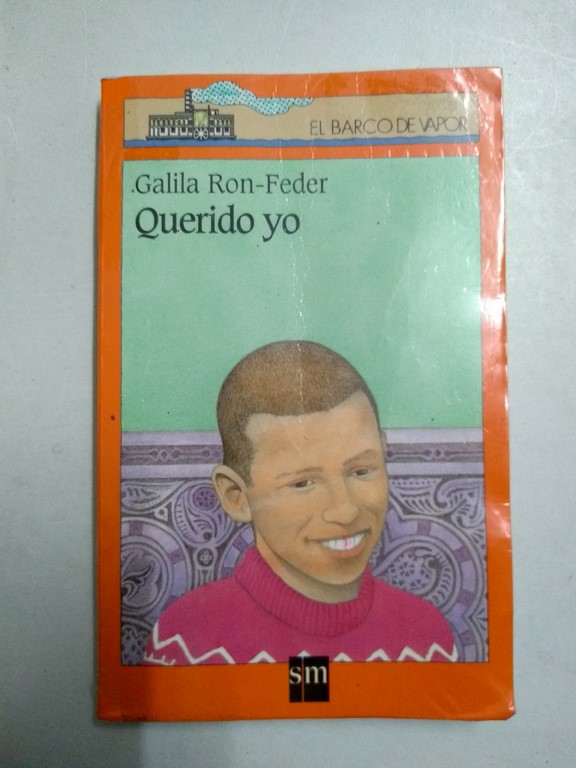 EL BARCO DE VAPOR
Galila Ron-Feder
Querido yo
sm